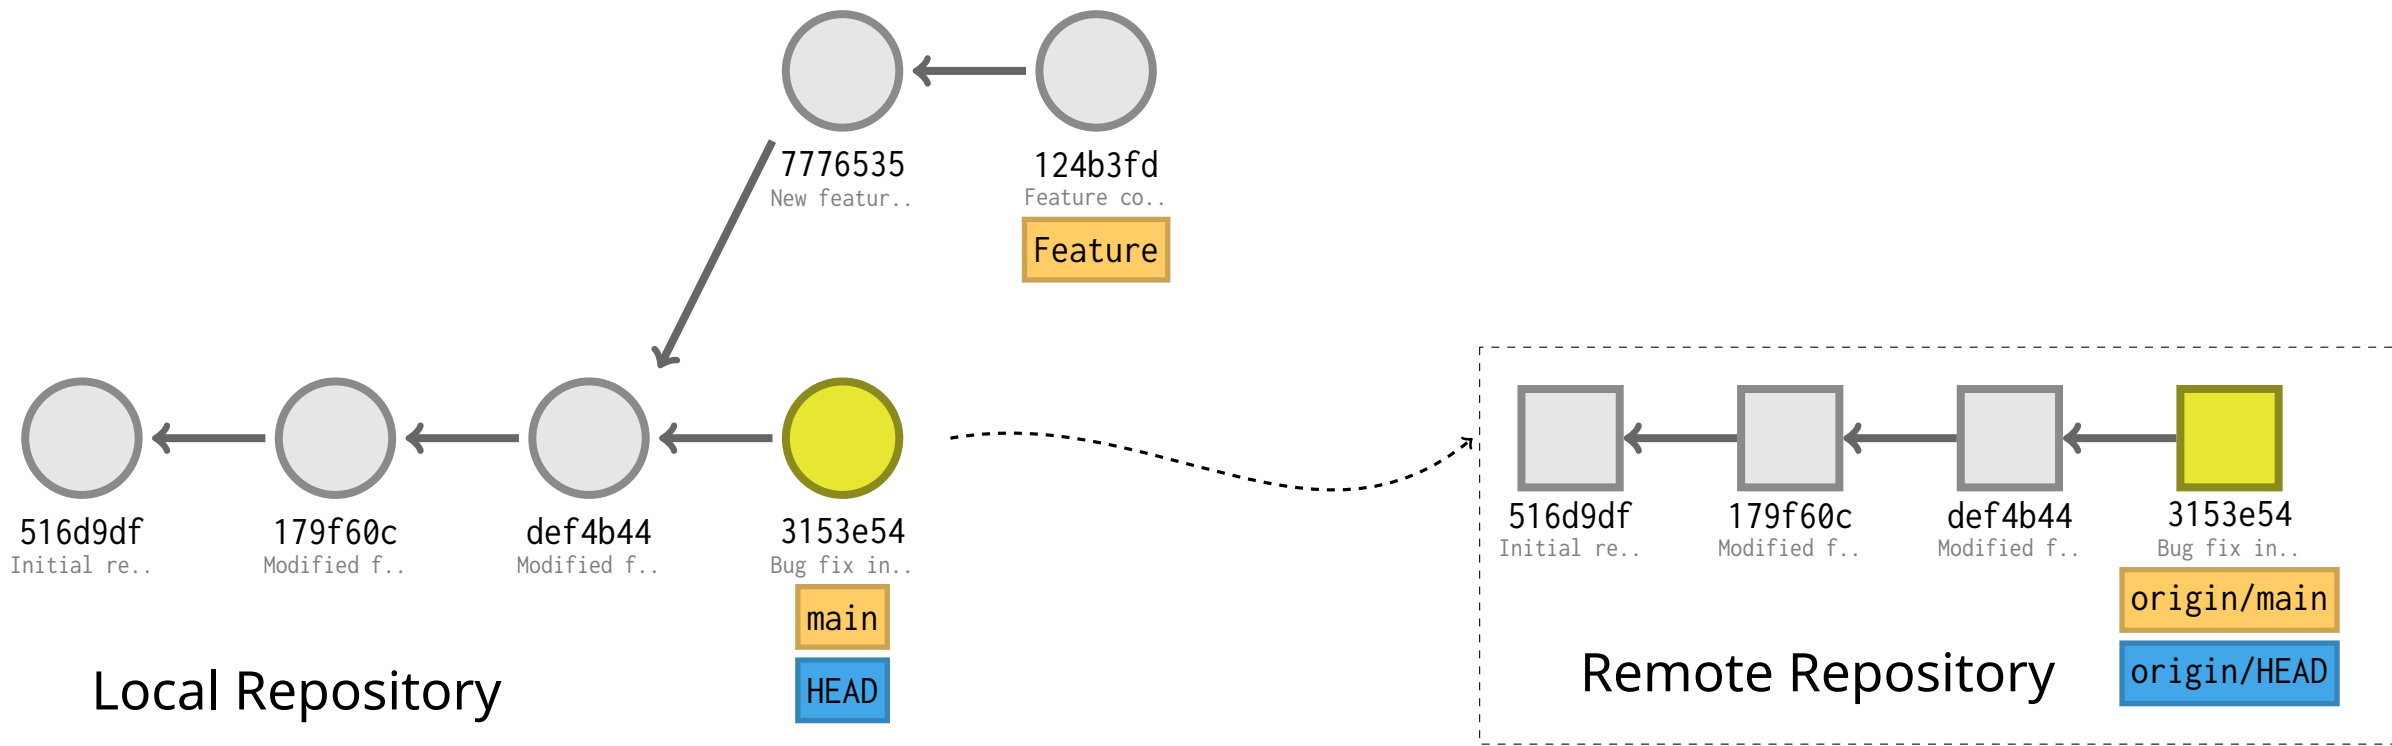 7776535
New featur..
124b3fd
Feature co..
Feature
516d9df
Initial re..
179f60c
Modified f..
def4b44
Modified f..
3153e54
Bug fix in..
main
HEAD
Local Repository
516d9df
Initial re..
179f60c
Modified f..
def4b44
Modified f..
3153e54
Bug fix in..
origin/main
origin/HEAD
Remote Repository